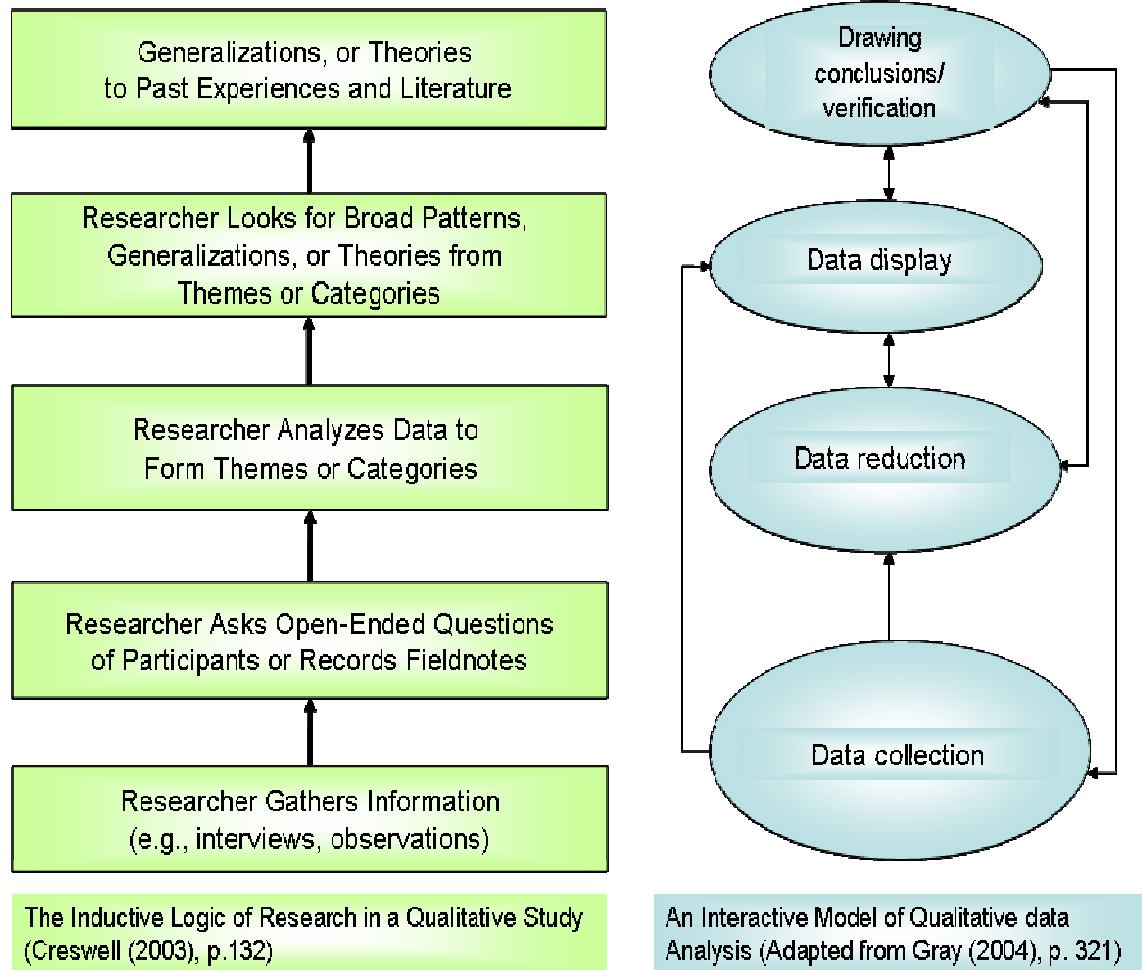 Generalizations, or Theories
to Past Experiences and Literature
Researcher Looks for Broad Patterns,
Generalizations, or Theories from
Themes or Categories
Researcher Analyzes Data to
Form Themes or Categories
Researcher Asks Open-Ended Questions
of Participants or Records Fieldnotes
Researcher Gathers Information
(e.g., interviews, observations)
The Inductive Logic of Research in a Qualitative Study
(Creswell (2003), p.132)
Drawing
conclusions/
verification
Data display
Data reduction
Data collection
An Interactive Model of Qualitative data
Analysis (Adapted from Gray (2004), p. 321)